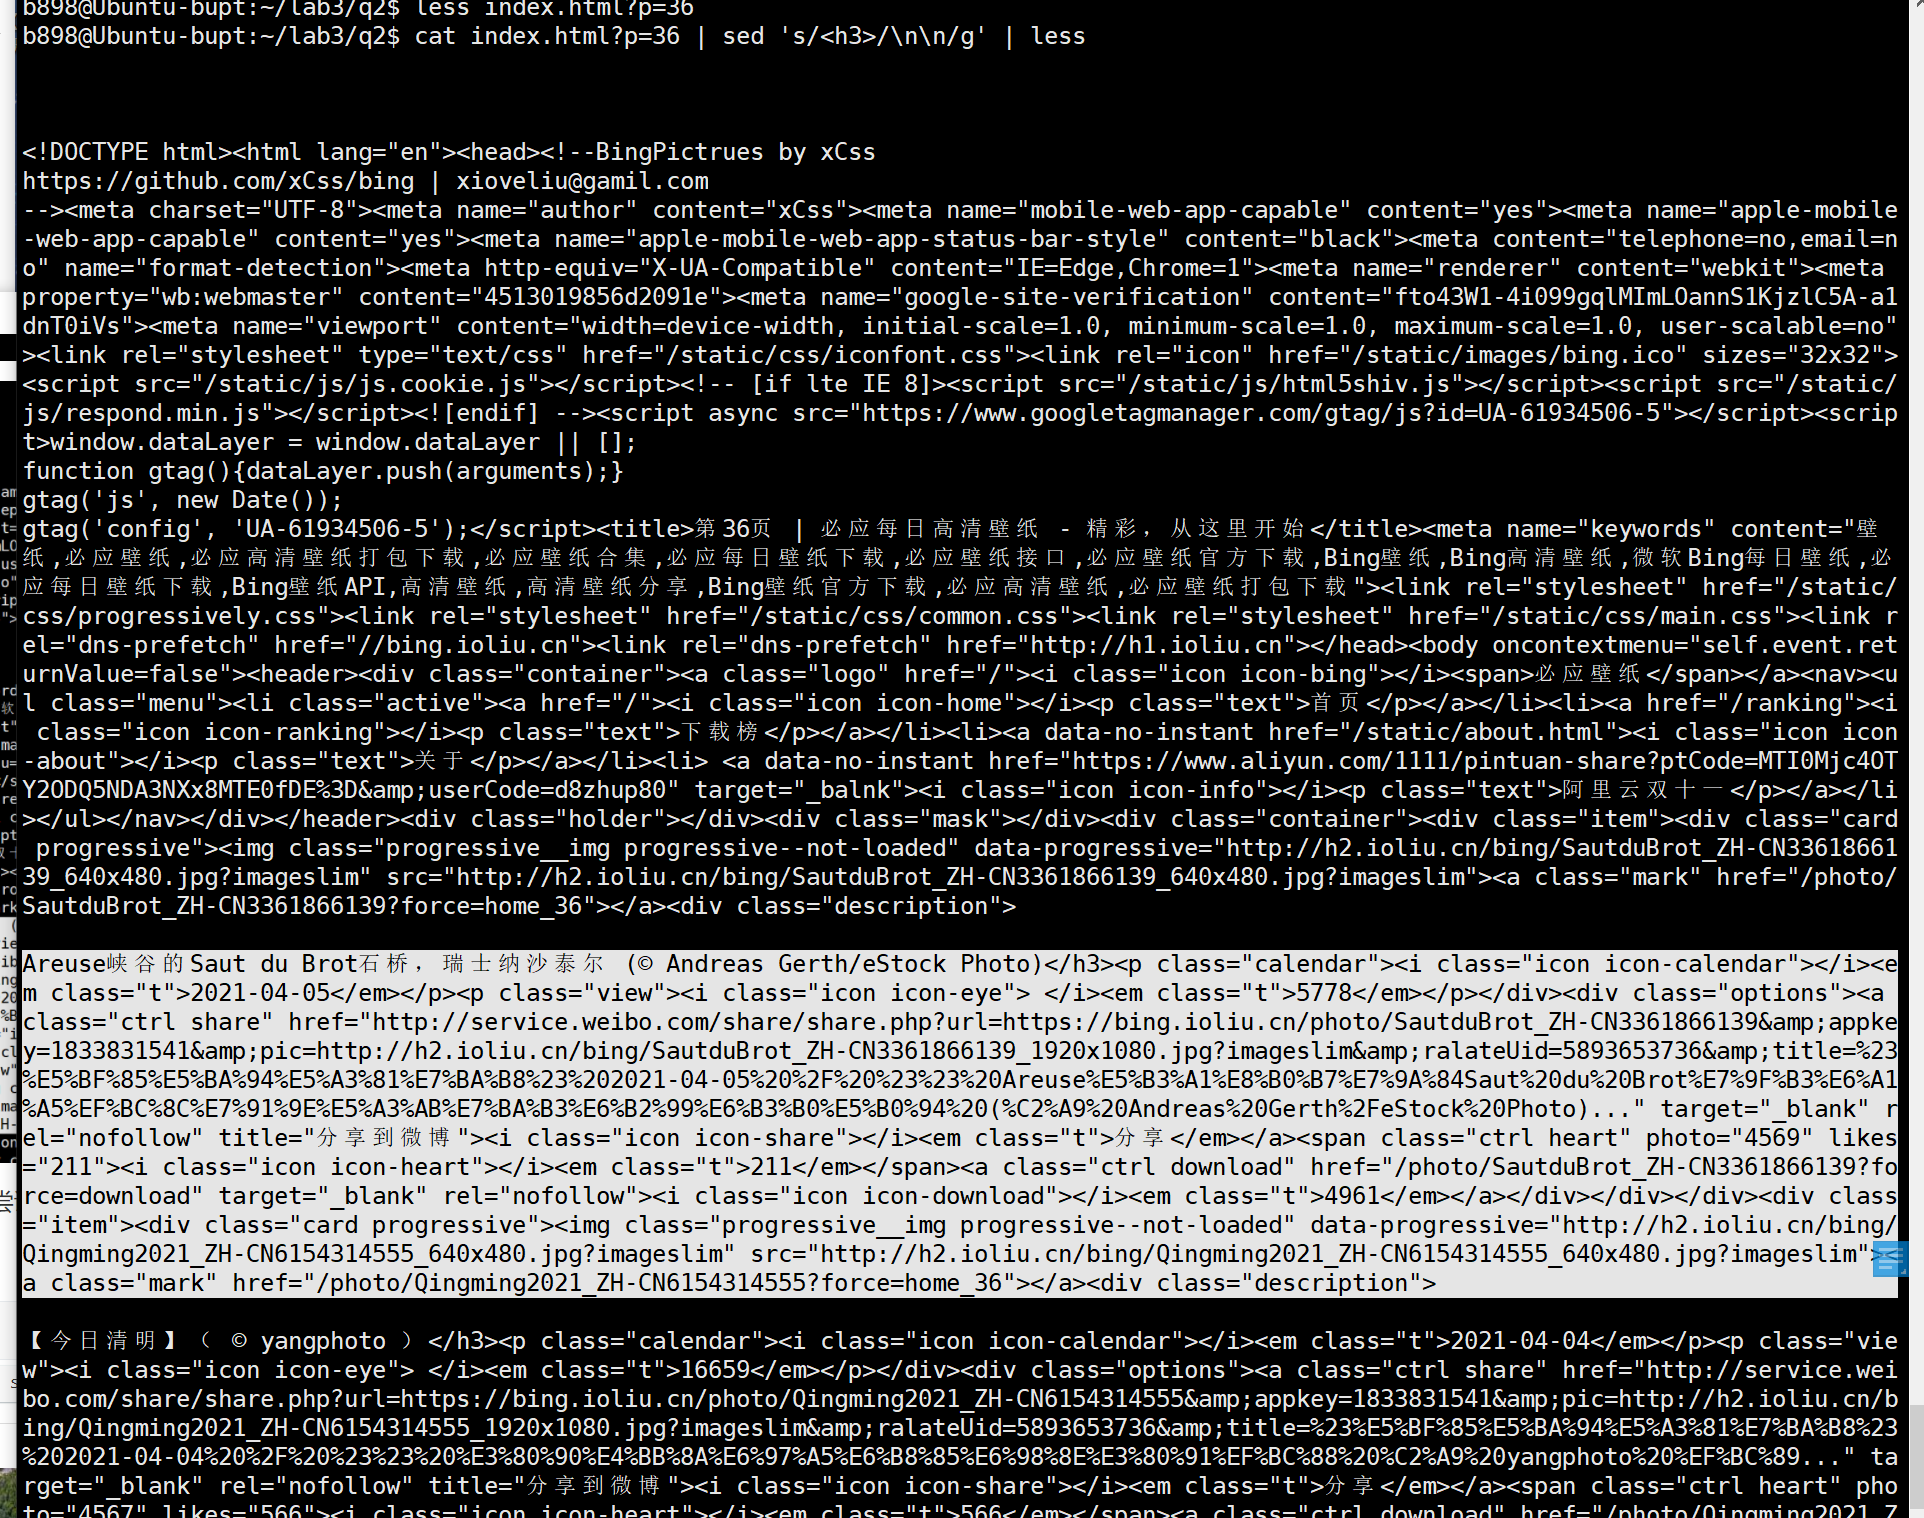 b898@Ubuntu-bupt:~/lab3/q2$ less index.html?p=36
b898@Ubuntu-bupt:~/lab3/q2$ cat index.html?p=36 | sed 's/<h3>/\n\n/g' | less
<!DOCTYPE html><html lang="en"><head><!--BingPictrues by xCss
https://github.com/xCss/bing | xioveliu@gamil.com
--><meta charset="UTF-8"><meta name="author" content="xCss"><meta name="mobile-web-app-capable" content="yes"><meta name="apple-mobile
-web-app-capable" content="yes"><meta name="apple-mobile-web-app-status-bar-style" content="black"><meta content="telephone=no,email=n
o" name="format-detection"><meta http-equiv="X-UA-Compatible" content="IE=Edge,Chrome=1"><meta name="renderer" content="webkit"><meta
property="wb:webmaster" content="4513019856d2091e"><meta name="google-site-verification" content="fto43W1-4i099gqlMImLOannS1KjzlC5A-a1
dnT0iVs"><meta name="viewport" content="width=device-width, initial-scale=1.0, minimum-scale=1.0, maximum-scale=1.0, user-scalable=no"
><link rel="stylesheet" type="text/css" href="/static/css/iconfont.css"><link rel="icon" href="/static/images/bing.ico" sizes="32x32">
<script src="/static/js/js.cookie.js"></script><!-- [if lte IE 8]><script src="/static/js/html5shiv.js"></script><script src="/static/
js/respond.min.js"></script><![endif] --><script async src="https://www.googletagmanager.com/gtag/js?id=UA-61934506-5"></script><scrip
t>window.dataLayer = window.dataLayer || [];
function gtag(){dataLayer.push(arguments);}
gtag('js', new Date());
gtag('config', 'UA-61934506-5');</script><title>第36页 | 必应每日高清壁纸 - 精彩，从这里开始</title><meta name="keywords" content="壁
纸,必应壁纸,必应高清壁纸打包下载,必应壁纸合集,必应每日壁纸下载,必应壁纸接口,必应壁纸官方下载,Bing壁纸,Bing高清壁纸,微软Bing每日壁纸,必
应每日壁纸下载,Bing壁纸API,高清壁纸,高清壁纸分享,Bing壁纸官方下载,必应高清壁纸,必应壁纸打包下载"><link rel="stylesheet" href="/static/
css/progressively.css"><link rel="stylesheet" href="/static/css/common.css"><link rel="stylesheet" href="/static/css/main.css"><link r
el="dns-prefetch" href="//bing.ioliu.cn"><link rel="dns-prefetch" href="http://h1.ioliu.cn"></head><body oncontextmenu="self.event.ret
urnValue=false"><header><div class="container"><a class="logo" href="/"><i class="icon icon-bing"></i><span>必应壁纸</span></a><nav><u
l class="menu"><li class="active"><a href="/"><i class="icon icon-home"></i><p class="text">首页</p></a></li><li><a href="/ranking"><i
 class="icon icon-ranking"></i><p class="text">下载榜</p></a></li><li><a data-no-instant href="/static/about.html"><i class="icon icon
-about"></i><p class="text">关于</p></a></li><li> <a data-no-instant href="https://www.aliyun.com/1111/pintuan-share?ptCode=MTI0Mjc4OT
Y2ODQ5NDA3NXx8MTE0fDE%3D&amp;userCode=d8zhup80" target="_balnk"><i class="icon icon-info"></i><p class="text">阿里云双十一</p></a></li
></ul></nav></div></header><div class="holder"></div><div class="mask"></div><div class="container"><div class="item"><div class="card
 progressive"><img class="progressive__img progressive--not-loaded" data-progressive="http://h2.ioliu.cn/bing/SautduBrot_ZH-CN33618661
39_640x480.jpg?imageslim" src="http://h2.ioliu.cn/bing/SautduBrot_ZH-CN3361866139_640x480.jpg?imageslim"><a class="mark" href="/photo/
SautduBrot_ZH-CN3361866139?force=home_36"></a><div class="description">
Areuse峡谷的Saut du Brot石桥，瑞士纳沙泰尔 (© Andreas Gerth/eStock Photo)</h3><p class="calendar"><i class="icon icon-calendar"></i><e
m class="t">2021-04-05</em></p><p class="view"><i class="icon icon-eye"> </i><em class="t">5778</em></p></div><div class="options"><a
class="ctrl share" href="http://service.weibo.com/share/share.php?url=https://bing.ioliu.cn/photo/SautduBrot_ZH-CN3361866139&amp;appke
y=1833831541&amp;pic=http://h2.ioliu.cn/bing/SautduBrot_ZH-CN3361866139_1920x1080.jpg?imageslim&amp;ralateUid=5893653736&amp;title=%23
%E5%BF%85%E5%BA%94%E5%A3%81%E7%BA%B8%23%202021-04-05%20%2F%20%23%23%20Areuse%E5%B3%A1%E8%B0%B7%E7%9A%84Saut%20du%20Brot%E7%9F%B3%E6%A1
%A5%EF%BC%8C%E7%91%9E%E5%A3%AB%E7%BA%B3%E6%B2%99%E6%B3%B0%E5%B0%94%20(%C2%A9%20Andreas%20Gerth%2FeStock%20Photo)..." target="_blank" r
el="nofollow" title="分享到微博"><i class="icon icon-share"></i><em class="t">分享</em></a><span class="ctrl heart" photo="4569" likes
="211"><i class="icon icon-heart"></i><em class="t">211</em></span><a class="ctrl download" href="/photo/SautduBrot_ZH-CN3361866139?fo
rce=download" target="_blank" rel="nofollow"><i class="icon icon-download"></i><em class="t">4961</em></a></div></div></div><div class
="item"><div class="card progressive"><img class="progressive__img progressive--not-loaded" data-progressive="http://h2.ioliu.cn/bing/
Qingming2021_ZH-CN6154314555_640x480.jpg?imageslim" src="http://h2.ioliu.cn/bing/Qingming2021_ZH-CN6154314555_640x480.jpg?imageslim"><
a class="mark" href="/photo/Qingming2021_ZH-CN6154314555?force=home_36"></a><div class="description">
【今日清明】（ © yangphoto ）</h3><p class="calendar"><i class="icon icon-calendar"></i><em class="t">2021-04-04</em></p><p class="vie
w"><i class="icon icon-eye"> </i><em class="t">16659</em></p></div><div class="options"><a class="ctrl share" href="http://service.wei
bo.com/share/share.php?url=https://bing.ioliu.cn/photo/Qingming2021_ZH-CN6154314555&amp;appkey=1833831541&amp;pic=http://h2.ioliu.cn/b
ing/Qingming2021_ZH-CN6154314555_1920x1080.jpg?imageslim&amp;ralateUid=5893653736&amp;title=%23%E5%BF%85%E5%BA%94%E5%A3%81%E7%BA%B8%23
%202021-04-04%20%2F%20%23%23%20%E3%80%90%E4%BB%8A%E6%97%A5%E6%B8%85%E6%98%8E%E3%80%91%EF%BC%88%20%C2%A9%20yangphoto%20%EF%BC%89..." ta
rget="_blank" rel="nofollow" title="分享到微博"><i class="icon icon-share"></i><em class="t">分享</em></a><span class="ctrl heart" pho
to="4567" likes="566"><i class="icon icon-heart"></i><em class="t">566</em></span><a class="ctrl download" href="/photo/Qingming2021_Z